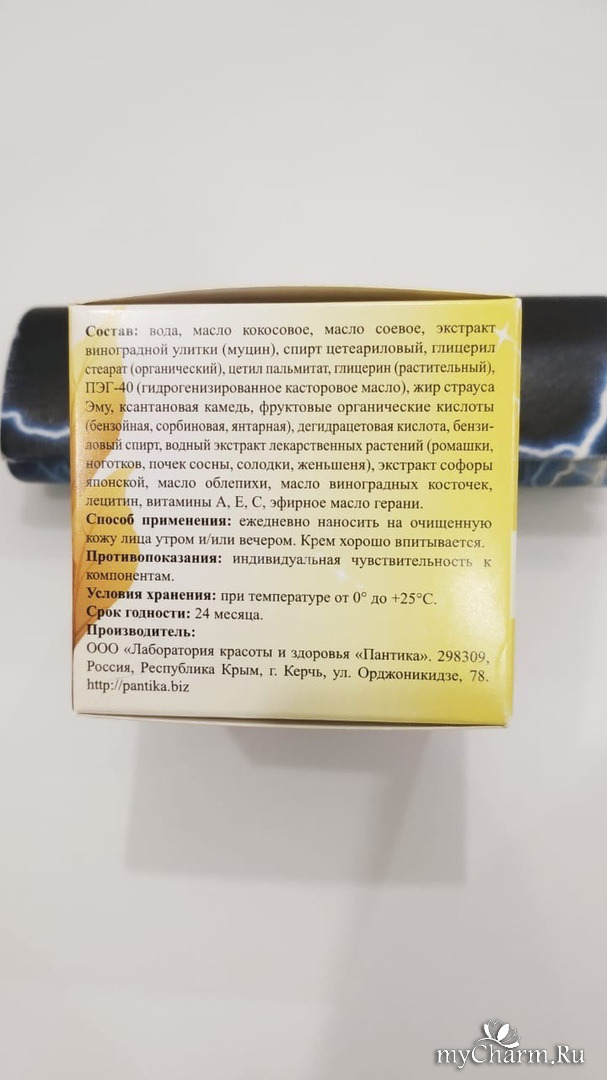 Состав: вода, масло кокосовое, масло соевое, экстракт
виноградной улитки (муцин), спирт цетеариловый, глицерил
стеарат (органический), цетил пальмитат, глицерин (растительный),
ПЭГ-40 (гидрогенизированное касторовое масло), жир страуса
Эму, ксантановая камедь, фруктовые органические кислоты
(бензойная, сорбиновая, янтарная), дегидрацетовая кислота, бензи-
ловый спирт, водный экстракт лекарственных растений (ромашки,
ноготков, почек сосны, солодки, женьшеня), экстракт софоры
японской, масло облепихи, масло виноградных косточек,
лецитин, витамины А, Е, С, эфирное масло герани.
Способ применения: ежедневно наносить на очищенную
кожу лица утром и/или вечером. Крем хорошо впитывается.
Противопоказания: индивидуальная чувствительность к
компонентам.
Условия хранения: при температуре от 0° до +25°С.
Срок годности: 24 месяца.
Производитель:
ООО «Лаборатория красоты и здоровья «Пантика». 298309,
Россия, Республика Крым, г. Керчь, ул. Орджоникидзе, 78.
http://pantika.biz
myCharm.Ru